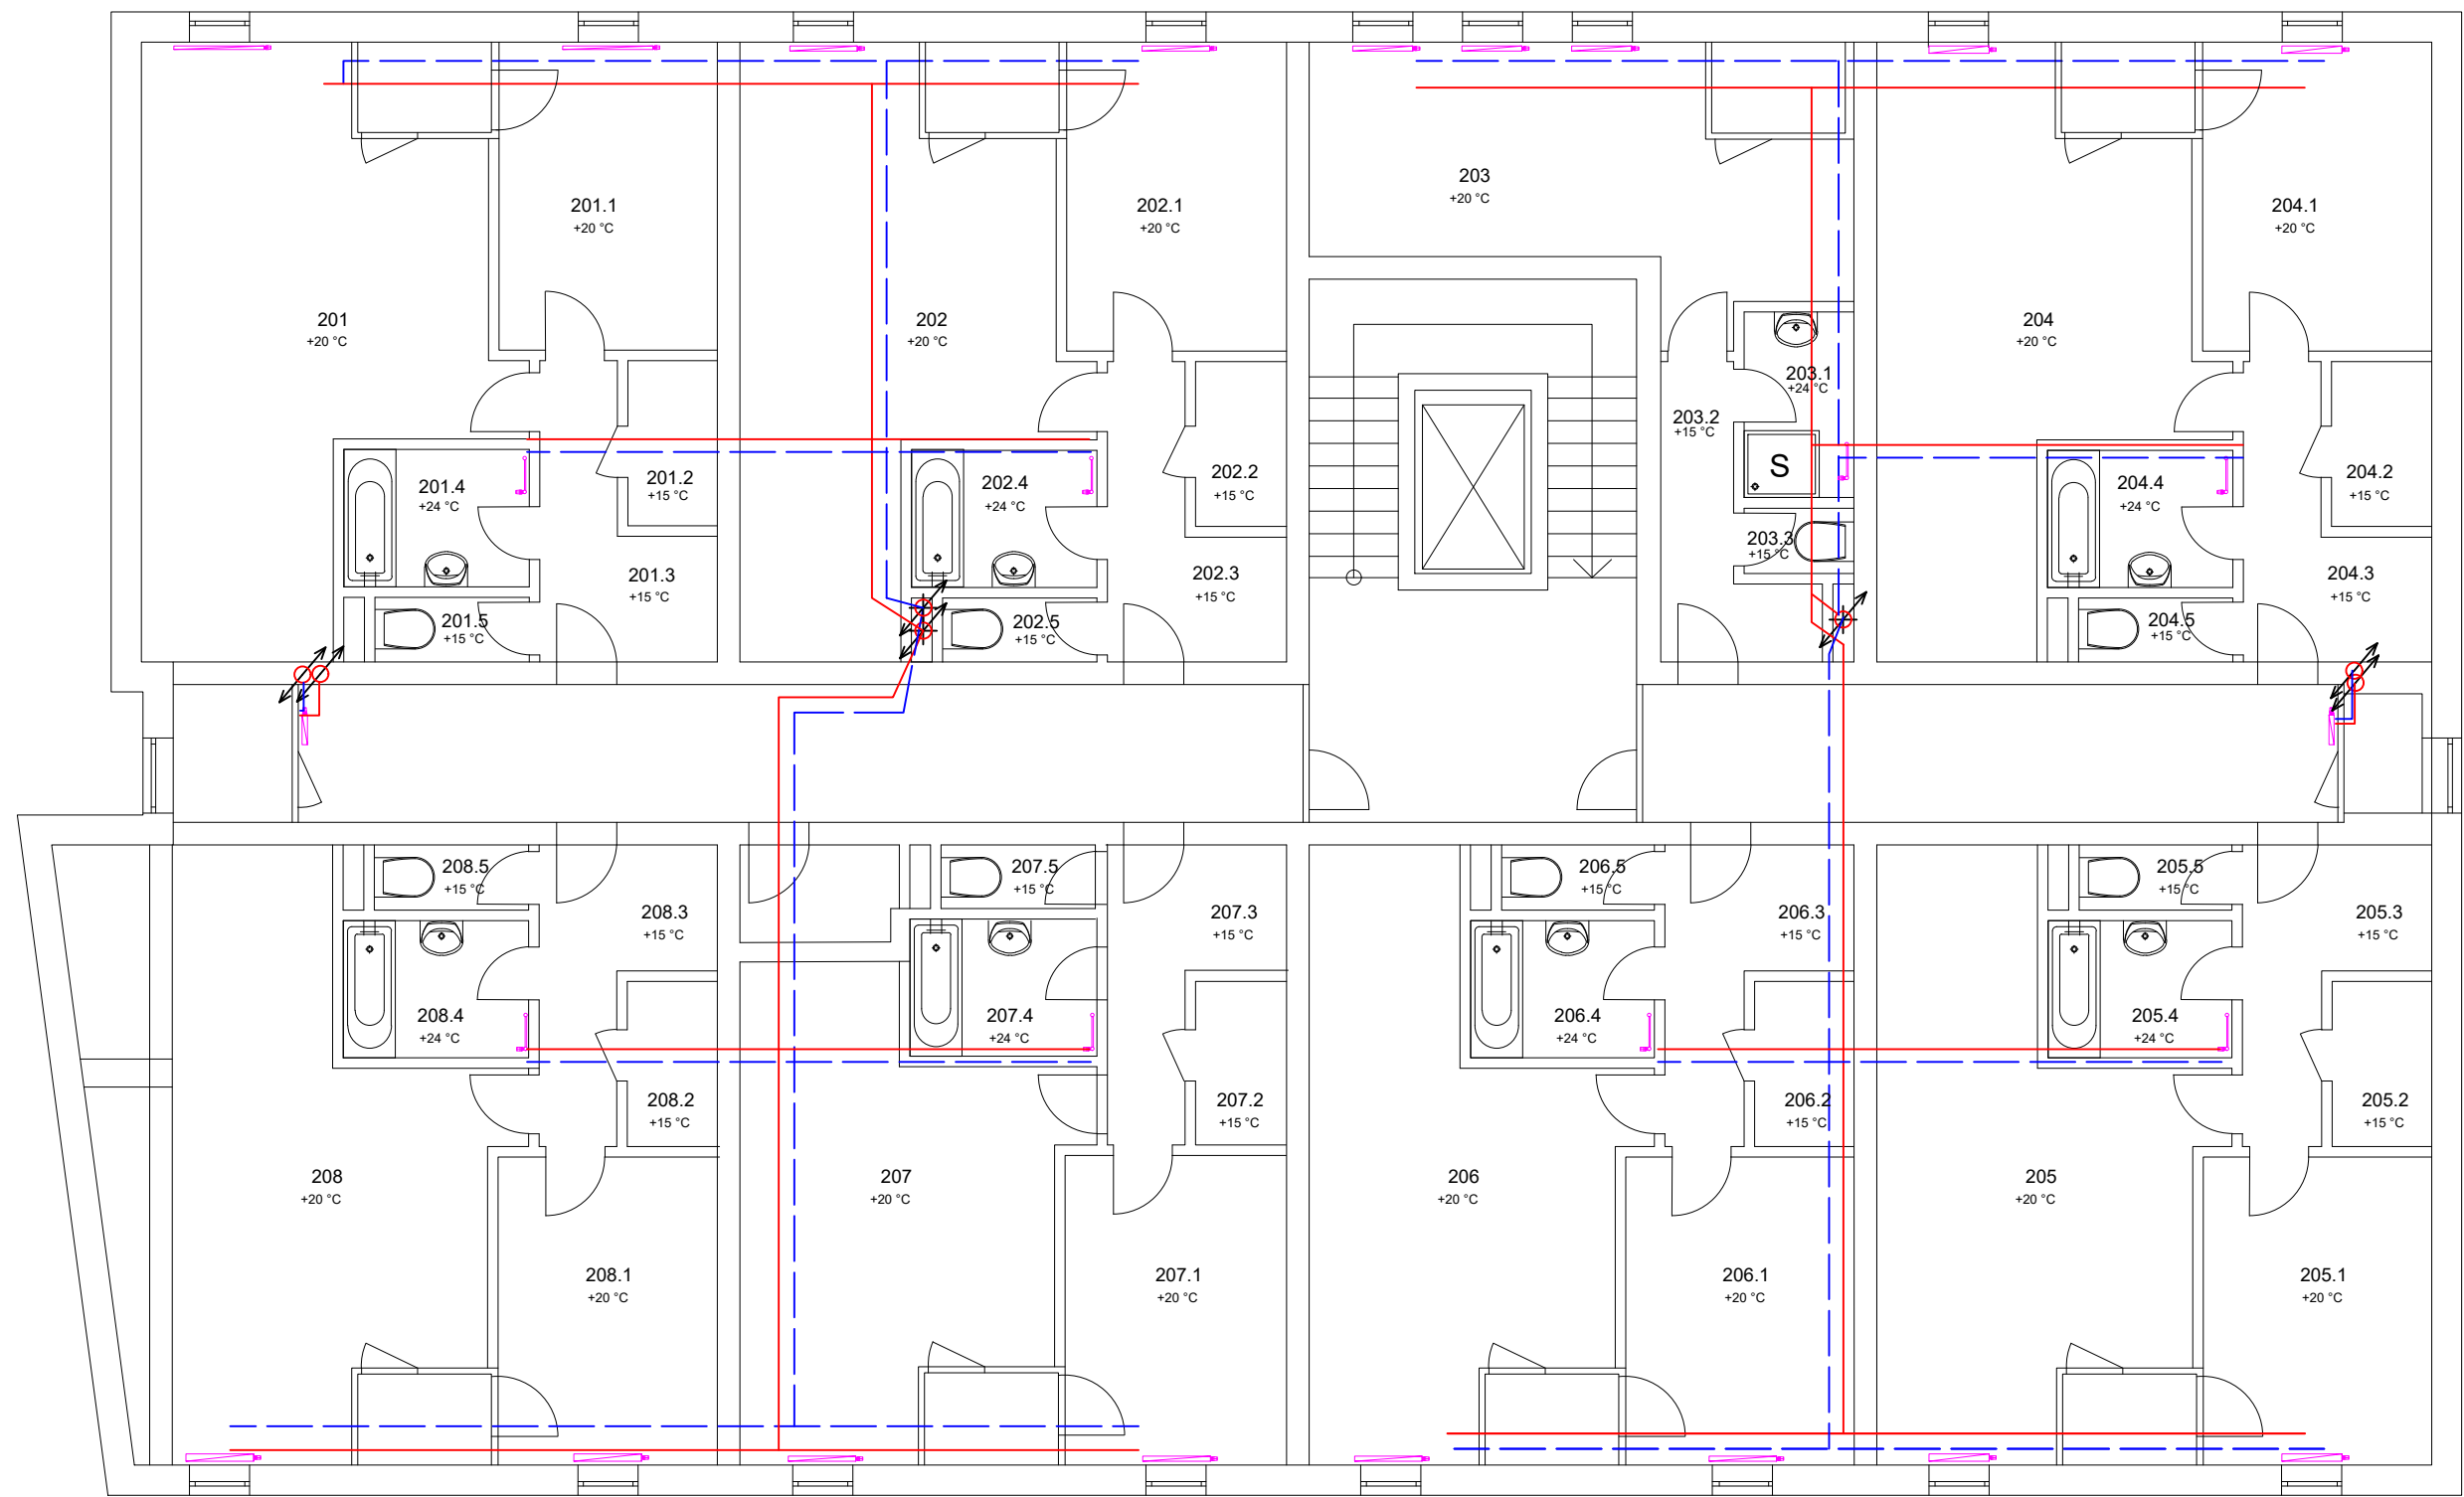 203
+20 °C
201.1
+20 °C
202.1
+20 °C
204.1
+20 °C
201
+20 °C
202
+20 °C
204
+20 °C
203.1
+24 °C
203.2
+15 °C
S
201.4
+24 °C
201.2
+15 °C
202.4
+24 °C
202.2
+15 °C
204.4
+24 °C
204.2
+15 °C
203.3
+15 °C
201.3
+15 °C
202.3
+15 °C
204.3
+15 °C
201.5
+15 °C
202.5
+15 °C
204.5
+15 °C
208.5
+15 °C
207.5
+15 °C
206.5
+15 °C
205.5
+15 °C
208.3
+15 °C
207.3
+15 °C
206.3
+15 °C
205.3
+15 °C
208.4
+24 °C
207.4
+24 °C
206.4
+24 °C
205.4
+24 °C
208.2
+15 °C
207.2
+15 °C
206.2
+15 °C
205.2
+15 °C
208
+20 °C
207
+20 °C
206
+20 °C
205
+20 °C
208.1
+20 °C
207.1
+20 °C
206.1
+20 °C
205.1
+20 °C